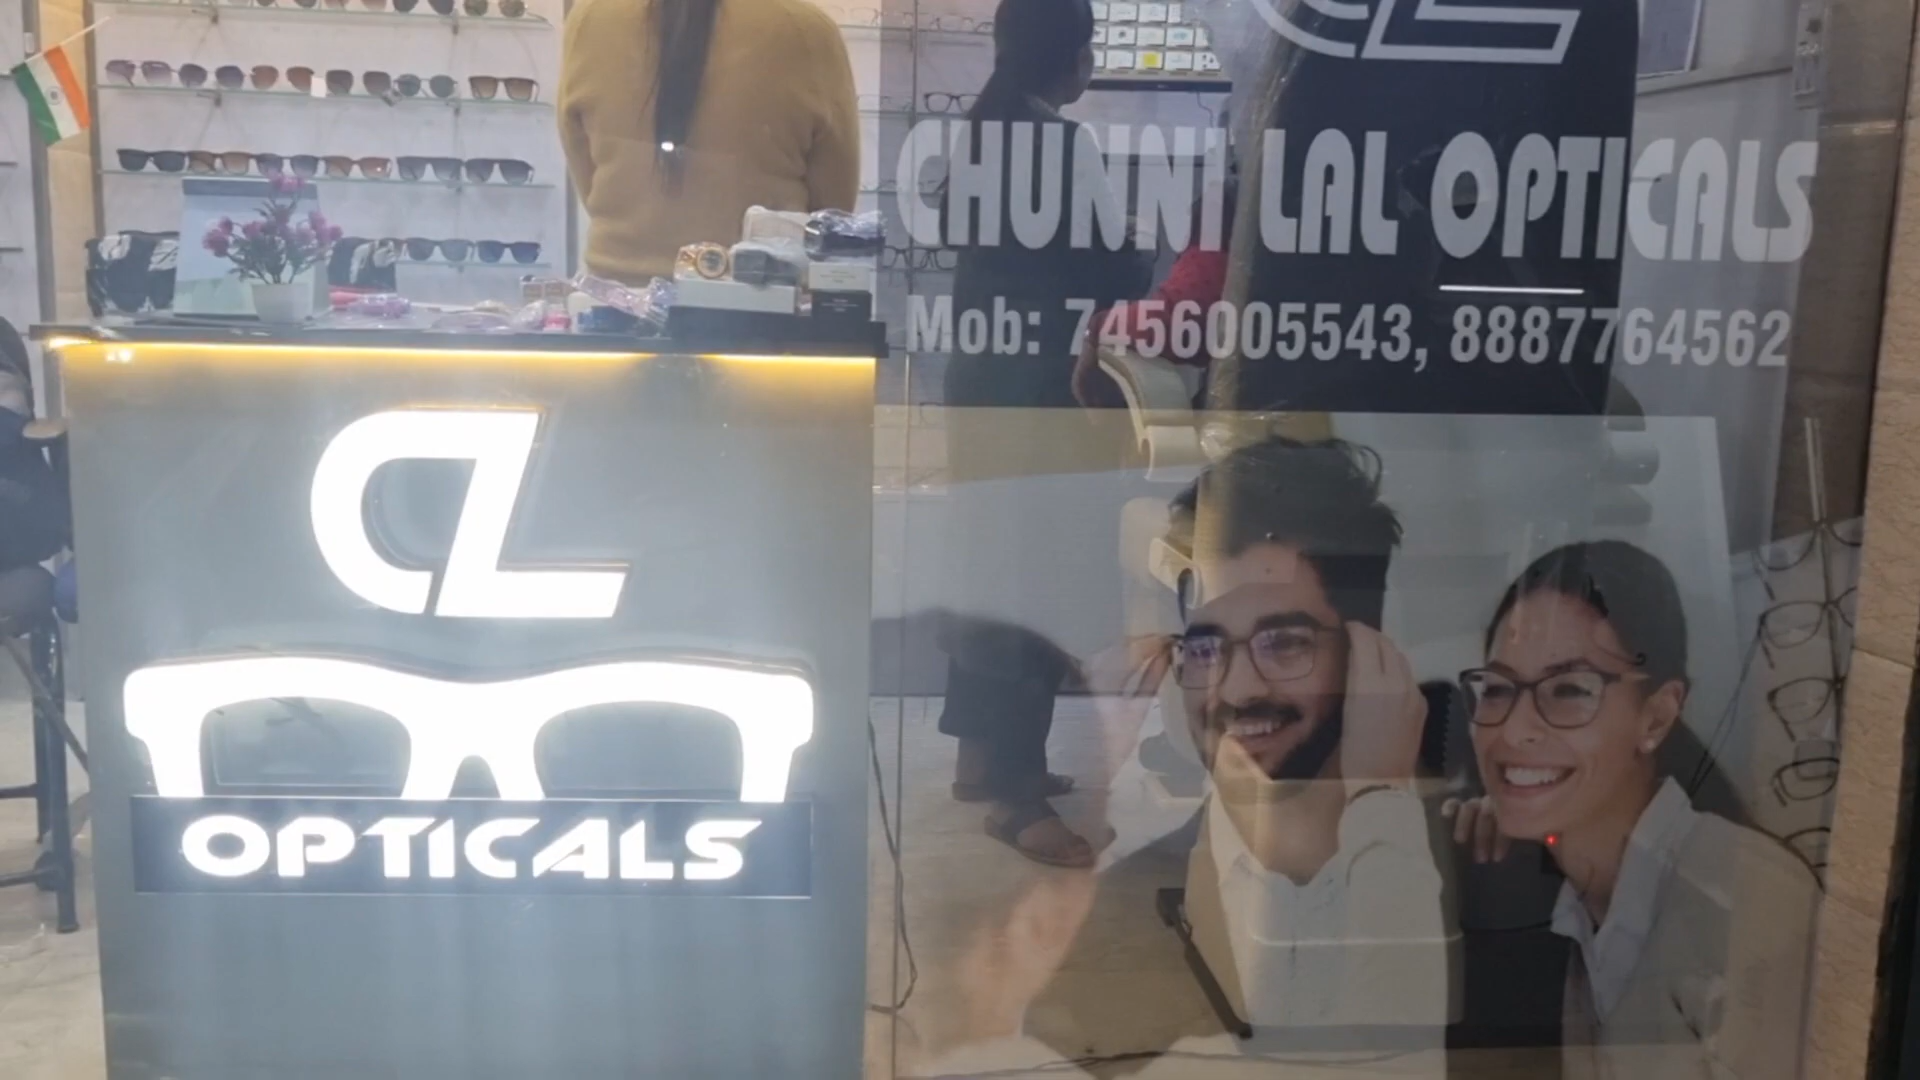 CL
OPTICALS
CL
CHUNNI LAL OPTICALS
Mob: 7456005543, 8887764562